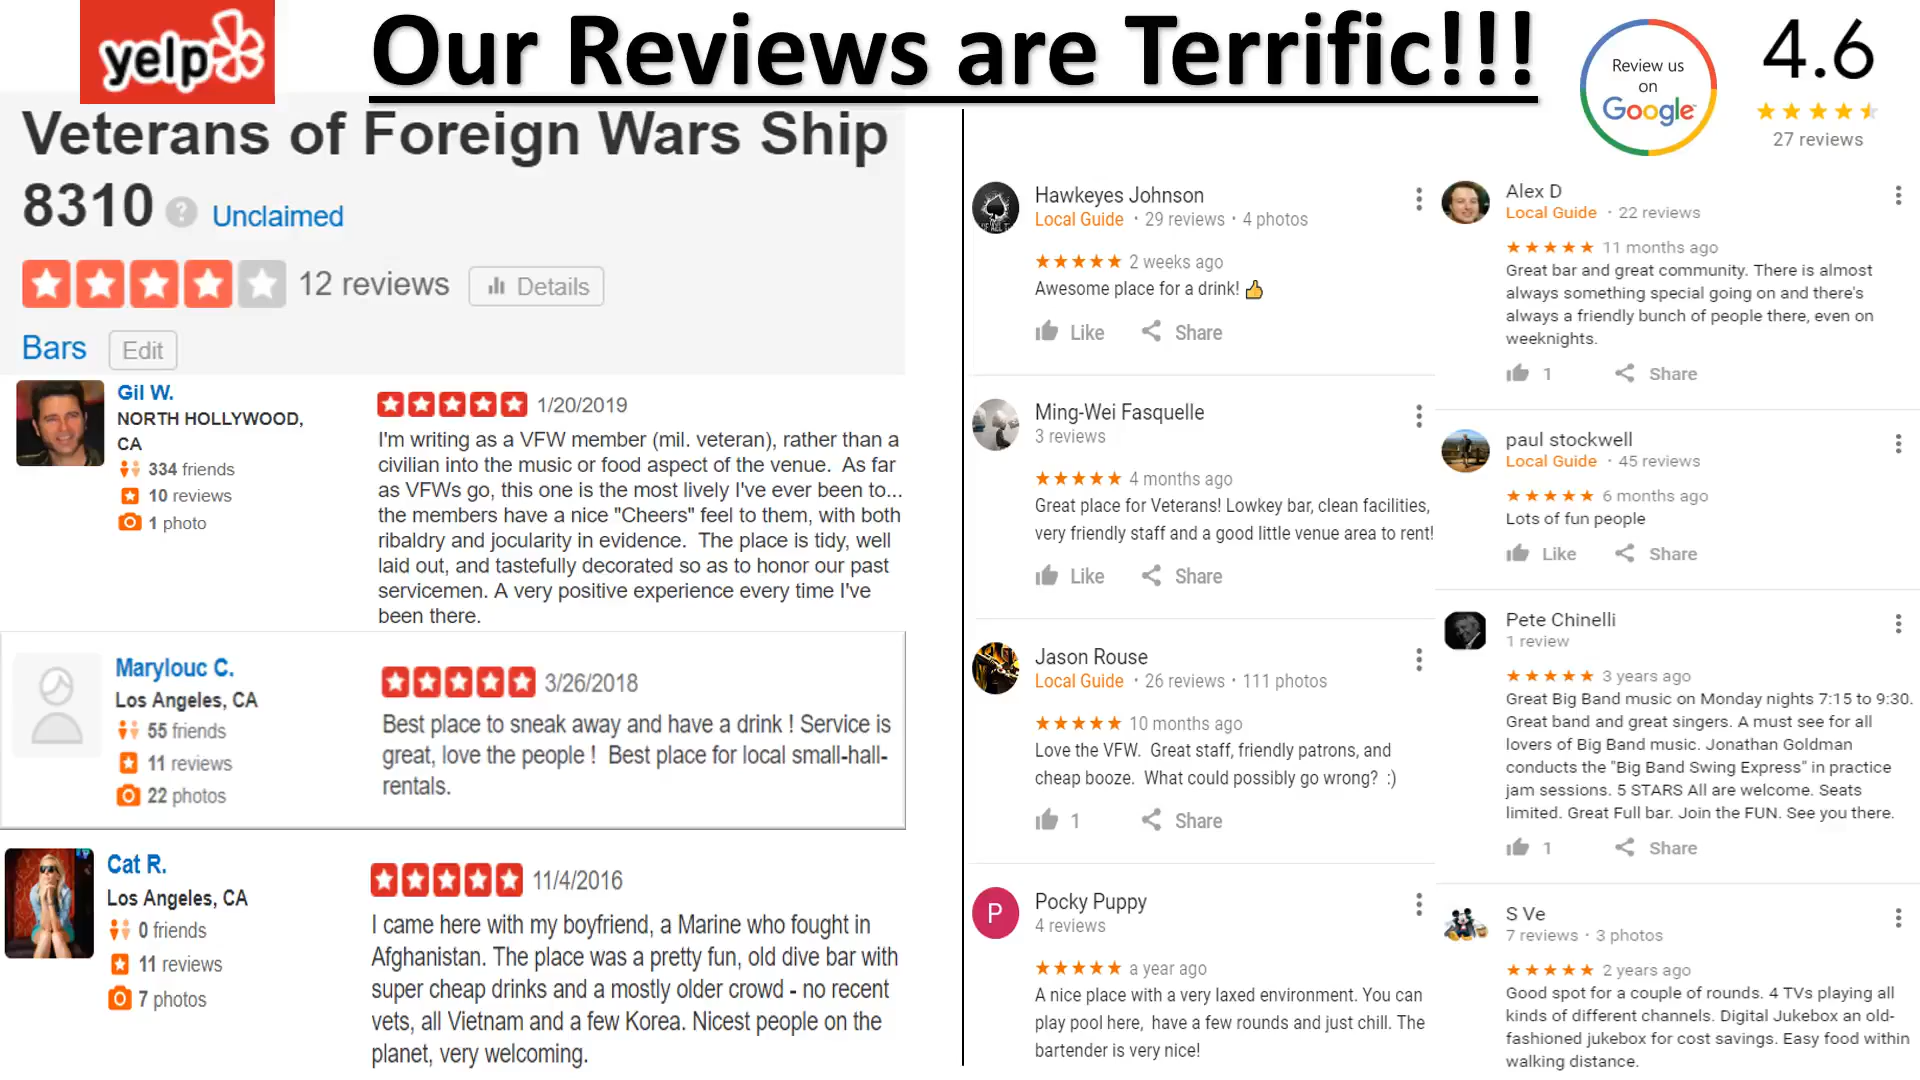 yelp
Our Reviews are Terrific!!!
Review us
on
Google
4.6
27 reviews
Veterans of Foreign Wars Ship
8310 ? Unclaimed
12 reviews Details
Bars Edit
Gil W.
NORTH HOLLYWOOD,
CA
334 friends
10 reviews
1 photo
1/20/2019
I'm writing as a VFW member (mil. veteran), rather than a
civilian into the music or food aspect of the venue. As far
as VFWs go, this one is the most lively I've ever been to...
the members have a nice "Cheers" feel to them, with both
ribaldry and jocularity in evidence. The place is tidy, well
laid out, and tastefully decorated so as to honor our past
servicemen. A very positive experience every time I've
been there.
Marylouc C.
Los Angeles, CA
55 friends
11 reviews
22 photos
3/26/2018
Best place to sneak away and have a drink ! Service is
great, love the people ! Best place for local small-hall-
rentals.
Cat R.
Los Angeles, CA
0 friends
11 reviews
7 photos
11/4/2016
I came here with my boyfriend, a Marine who fought in
Afghanistan. The place was a pretty fun, old dive bar with
super cheap drinks and a mostly older crowd - no recent
vets, all Vietnam and a few Korea. Nicest people on the
planet, very welcoming.
Hawkeyes Johnson
Local Guide · 29 reviews · 4 photos
2 weeks ago
Awesome place for a drink! 👍
Like Share
Ming-Wei Fasquelle
3 reviews
4 months ago
Great place for Veterans! Lowkey bar, clean facilities,
very friendly staff and a good little venue area to rent!
Like Share
Jason Rouse
Local Guide · 26 reviews · 111 photos
10 months ago
Love the VFW. Great staff, friendly patrons, and
cheap booze. What could possibly go wrong? :)
1 Share
P
Pocky Puppy
4 reviews
a year ago
A nice place with a very laxed environment. You can
play pool here, have a few rounds and just chill. The
bartender is very nice!
Alex D
Local Guide · 22 reviews
11 months ago
Great bar and great community. There is almost
always something special going on and there's
always a friendly bunch of people there, even on
weeknights.
1 Share
paul stockwell
Local Guide · 45 reviews
6 months ago
Lots of fun people
Like Share
Pete Chinelli
1 review
3 years ago
Great Big Band music on Monday nights 7:15 to 9:30.
Great band and great singers. A must see for all
lovers of Big Band music. Jonathan Goldman
conducts the "Big Band Swing Express" in practice
jam sessions. 5 STARS All are welcome. Seats
limited. Great Full bar. Join the FUN. See you there.
1 Share
S Ve
7 reviews · 3 photos
2 years ago
Good spot for a couple of rounds. 4 TVs playing all
kinds of different channels. Digital Jukebox an old-
fashioned jukebox for cost savings. Easy food within
walking distance.